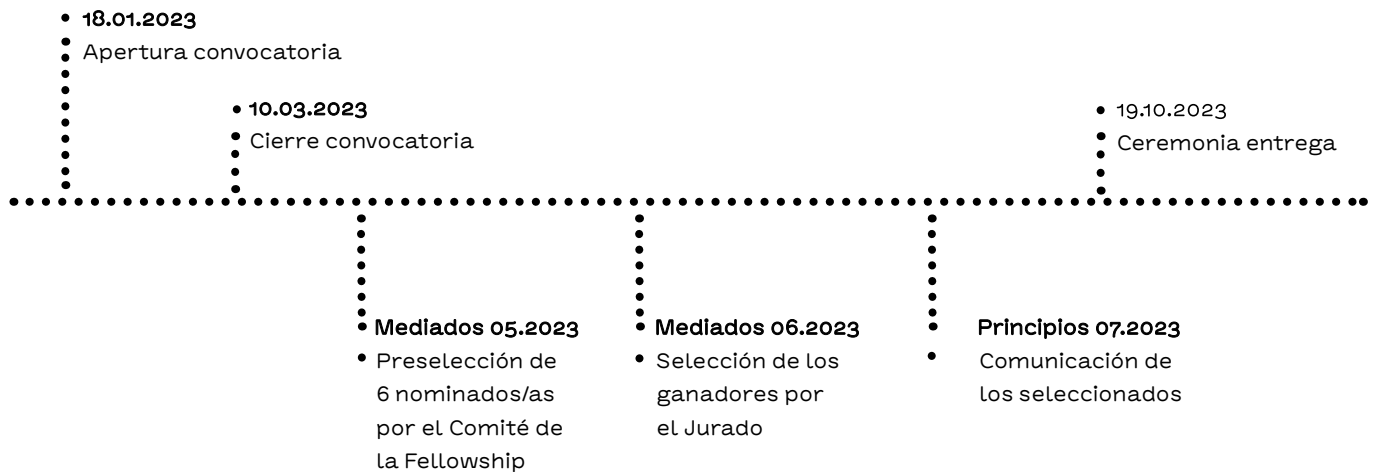 18.01.2023
Apertura convocatoria
10.03.2023
Cierre convocatoria
19.10.2023
Ceremonia entrega
Mediados 05.2023
Preselección de
6 nominados/as
por el Comité de
la Fellowship
Mediados 06.2023
Selección de los
ganadores por
el Jurado
Principios 07.2023
Comunicación de
los seleccionados